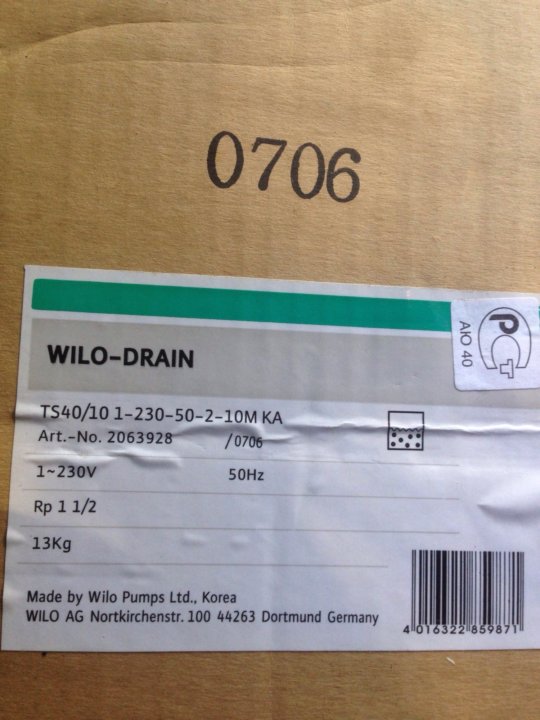 0706
WILO-DRAIN
PCT
АЮ 40
TS40/10 1-230-50-2-10M KA
Art.-No. 2063928 /0706
1~230V 50Hz
Rp 1 1/2
13Kg
Made by Wilo Pumps Ltd., Korea
WILO AG Nortkirchenstr. 100 44263 Dortmund Germany
4 016322 859871